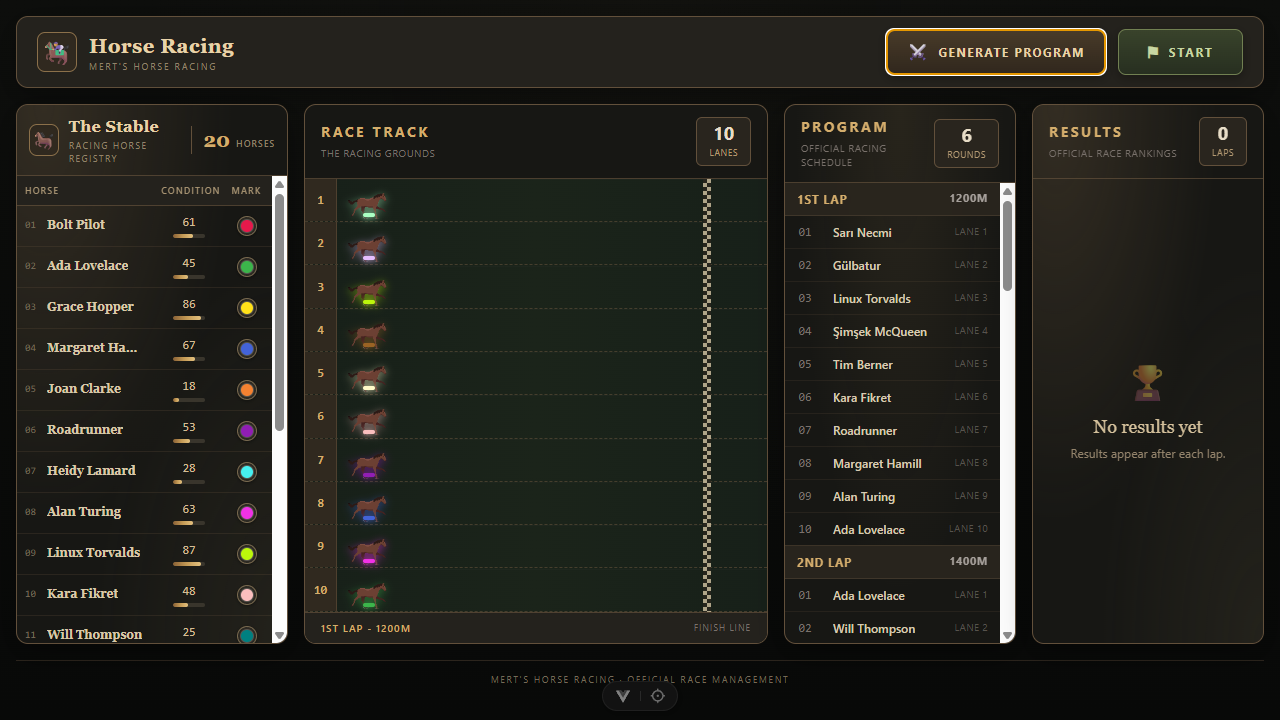 Horse Racing
MERT'S HORSE RACING
GENERATE PROGRAM
START
The Stable
RACING HORSE
REGISTRY
20 HORSES
HORSE CONDITION MARK
01 Bolt Pilot 61
02 Ada Lovelace 45
03 Grace Hopper 86
04 Margaret Ha... 67
05 Joan Clarke 18
06 Roadrunner 53
07 Heidy Lamard 28
08 Alan Turing 63
09 Linux Torvalds 87
10 Kara Fikret 48
11 Will Thompson 25
RACE TRACK
THE RACING GROUNDS
10
LANES
1
2
3
4
5
6
7
8
9
10
1ST LAP - 1200M
FINISH LINE
PROGRAM
OFFICIAL RACING
SCHEDULE
6
ROUNDS
1ST LAP 1200M
01 Sarı Necmi LANE 1
02 Gülbatur LANE 2
03 Linux Torvalds LANE 3
04 Şimşek McQueen LANE 4
05 Tim Berner LANE 5
06 Kara Fikret LANE 6
07 Roadrunner LANE 7
08 Margaret Hamill LANE 8
09 Alan Turing LANE 9
10 Ada Lovelace LANE 10
2ND LAP 1400M
01 Ada Lovelace LANE 1
02 Will Thompson LANE 2
RESULTS
OFFICIAL RACE RANKINGS
0
LAPS
No results yet
Results appear after each lap.
MERT'S HORSE RACING · OFFICIAL RACE MANAGEMENT